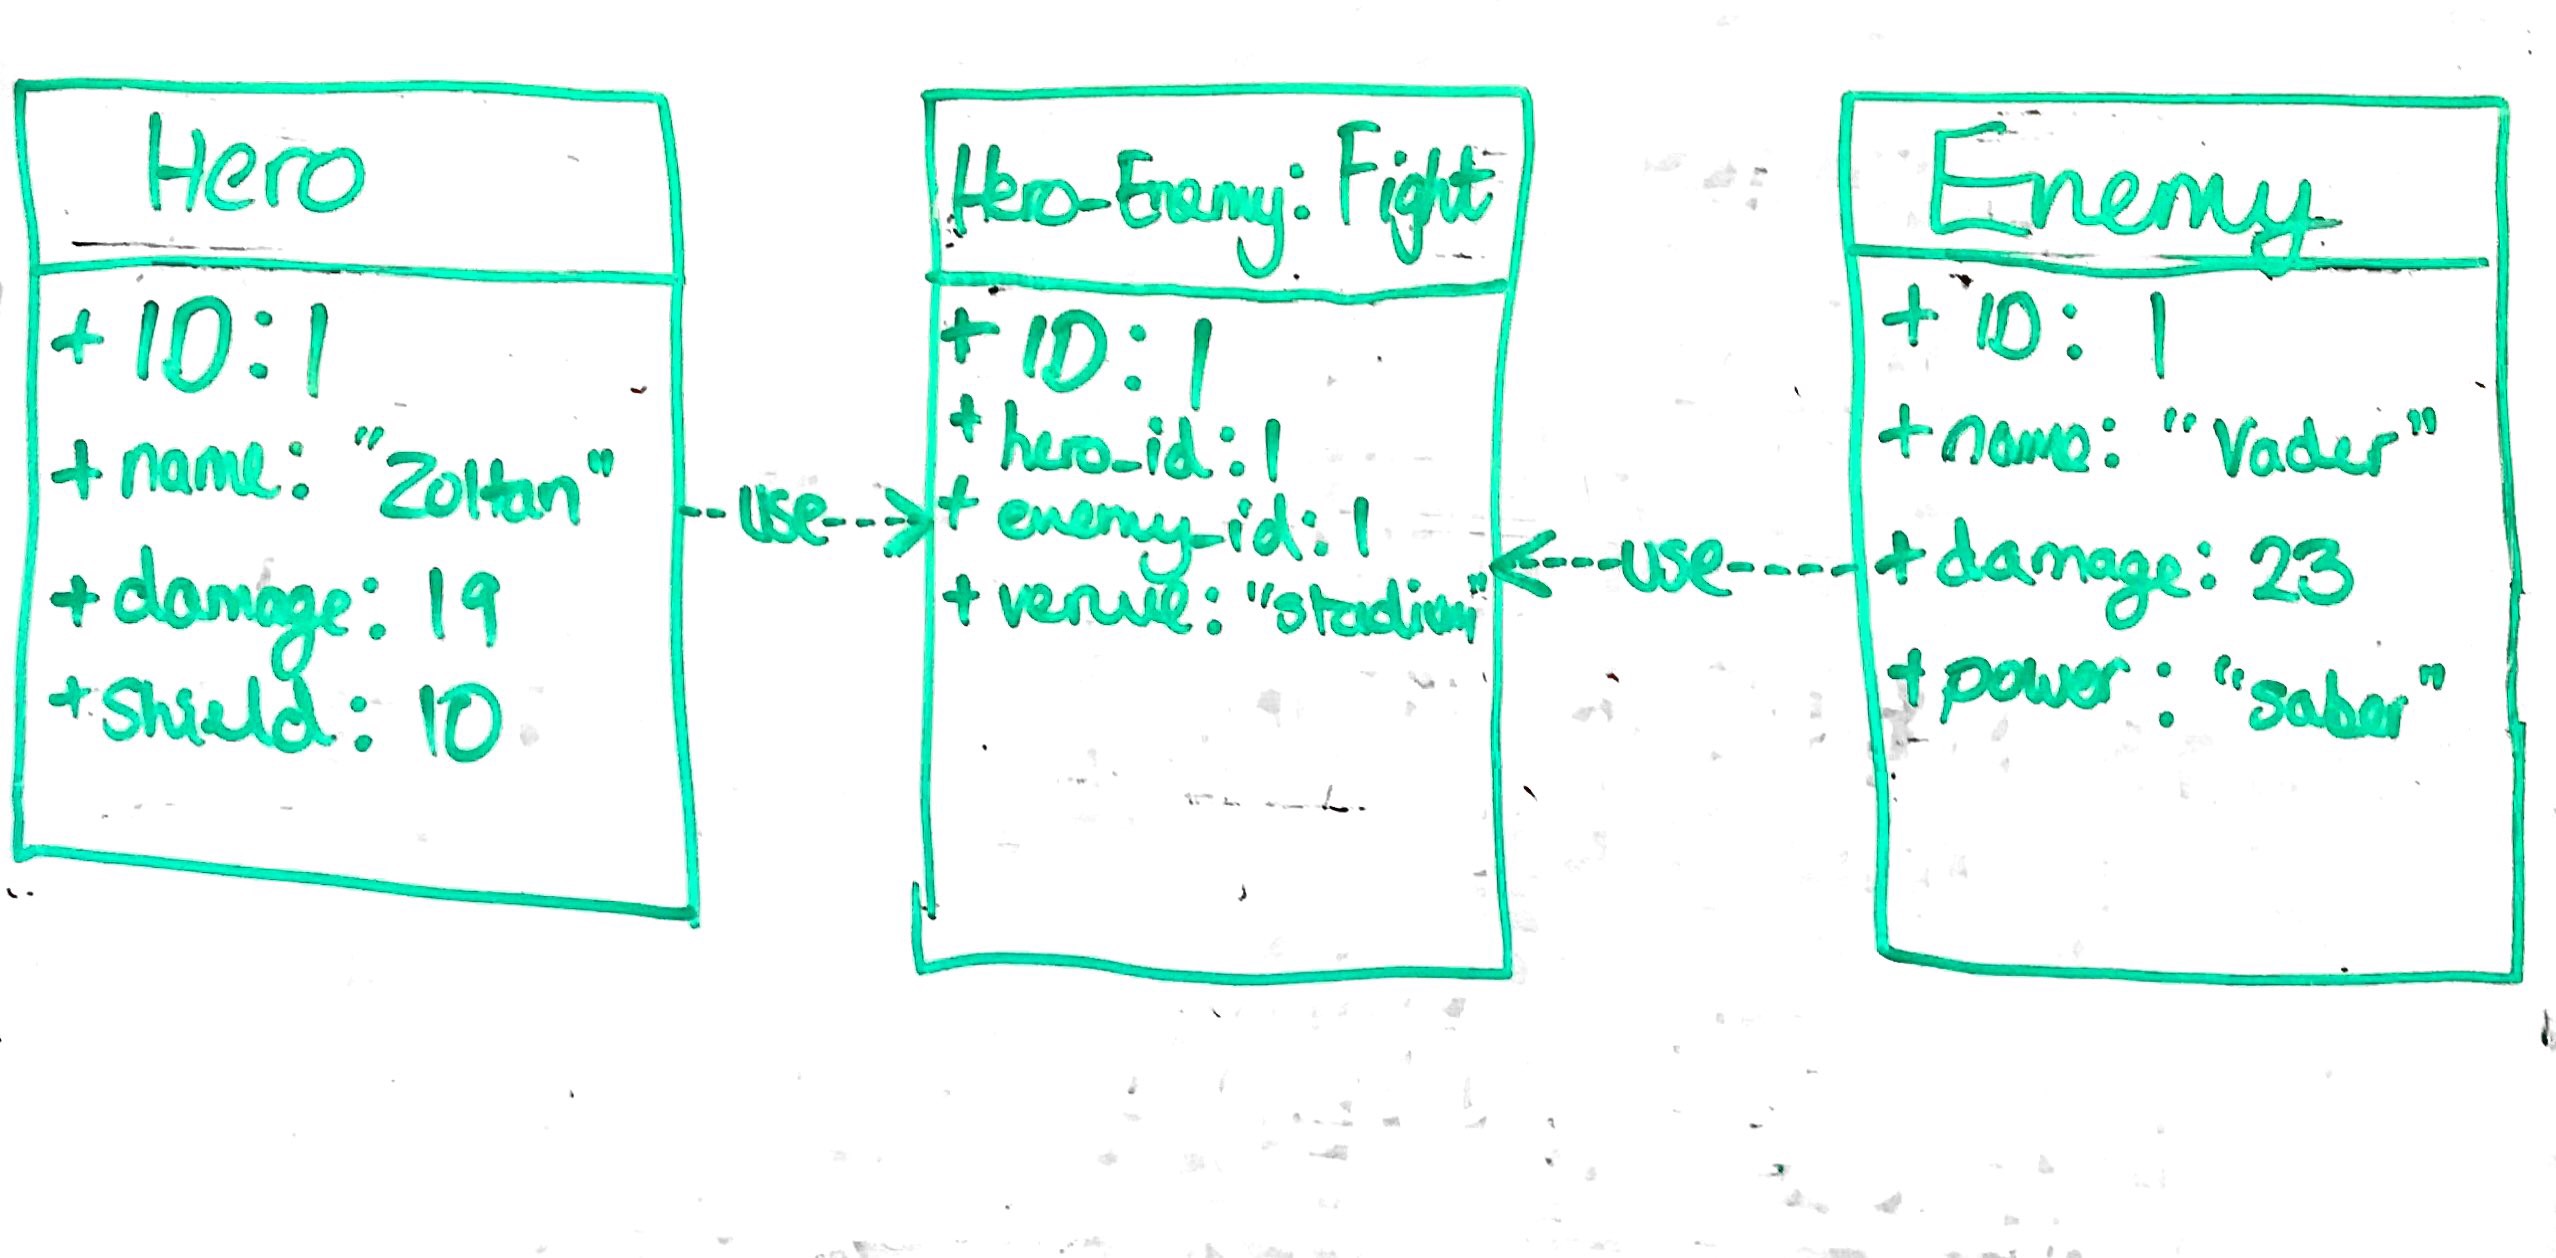 Hero
+ ID: 1
+ name: "Zoltan"
+ damage: 19
+ shield: 10
use
Hero-Enemy: Fight
+ ID: 1
+ hero_id: 1
+ enemy_id: 1
+ venue: "stadium"
use
Enemy
+ ID: 1
+ name: "Vader"
+ damage: 23
+ power: "saber"